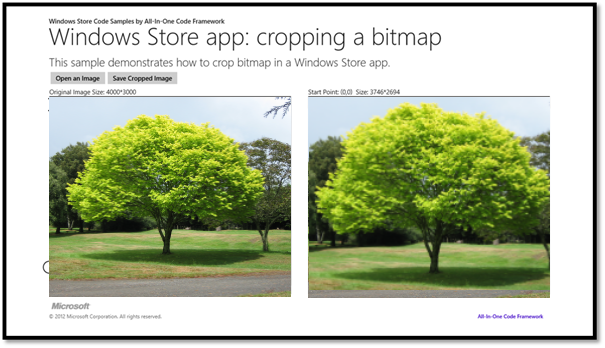 Windows Store Code Samples by All-In-One Code Framework
Windows Store app: cropping a bitmap
This sample demonstrates how to crop bitmap in a Windows Store app.
Open an Image Save Cropped Image
Original Image Size: 4000*3000 Start Point: (0,0) Size: 3746*2694
Microsoft
© 2012 Microsoft Corporation. All rights reserved. All-In-One Code Framework